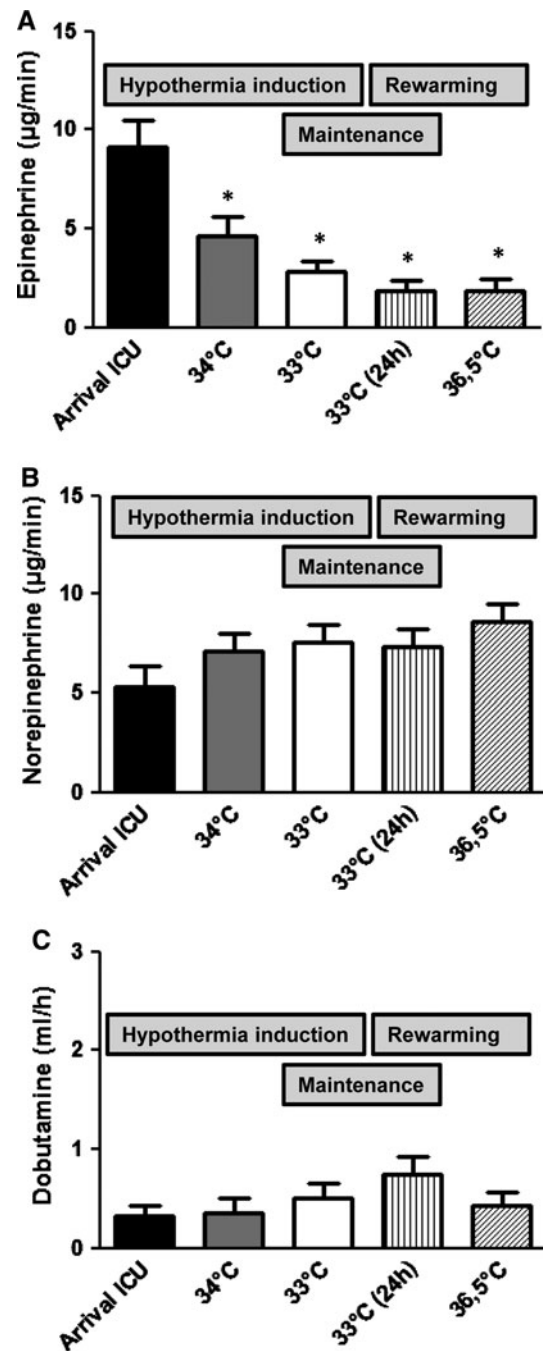 A
Epinephrine (µg/min)
15
10
5
0
Hypothermia induction
Rewarming
Maintenance
*
*
*
*
Arrival ICU
34°C
33°C
33°C (24h)
36,5°C
B
Norepinephrine (µg/min)
15
10
5
0
Hypothermia induction
Rewarming
Maintenance
Arrival ICU
34°C
33°C
33°C (24h)
36,5°C
C
Dobutamine (ml/h)
3
2
1
0
Hypothermia induction
Rewarming
Maintenance
Arrival ICU
34°C
33°C
33°C (24h)
36,5°C